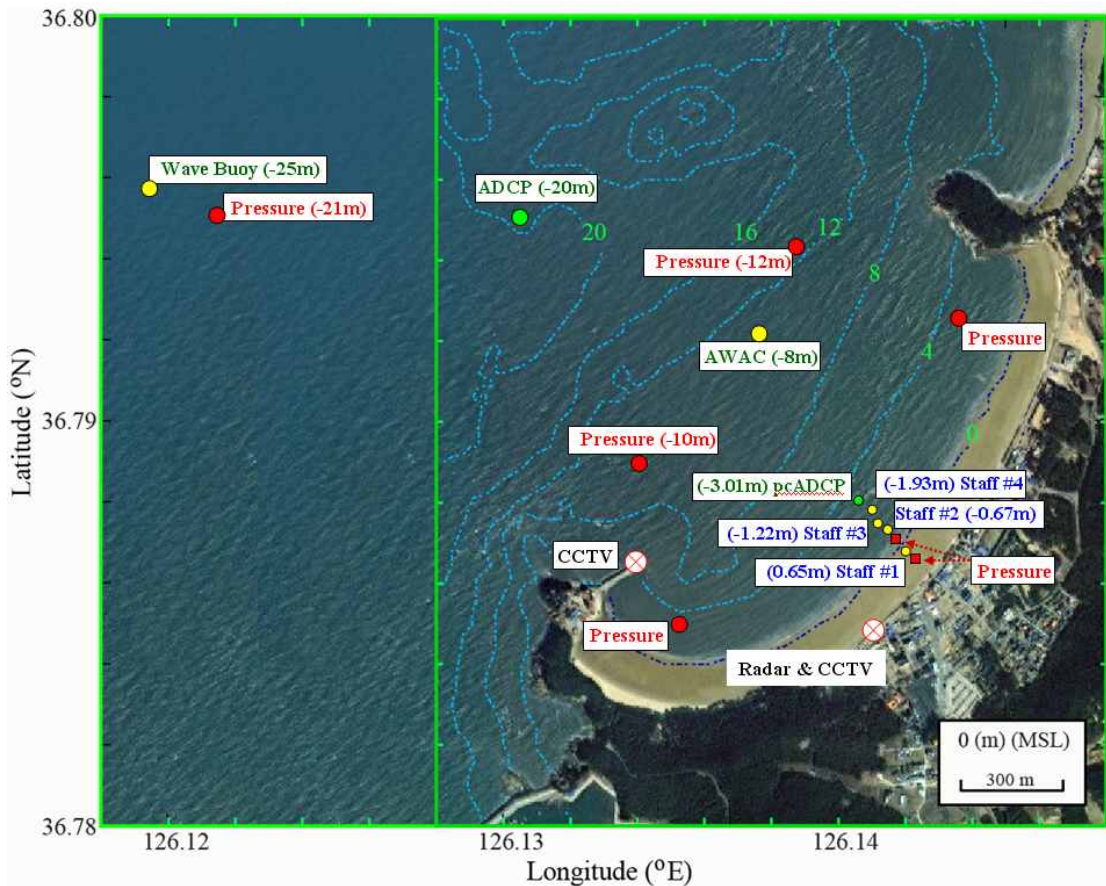 36.80
Wave Buoy (-25m)
Pressure (-21m)
ADCP (-20m)
20
16
12
Pressure (-12m)
8
Pressure
AWAC (-8m)
4
Latitude (ºN)
36.79
0
Pressure (-10m)
(-3.01m) pcADCP
(-1.93m) Staff #4
Staff #2 (-0.67m)
(-1.22m) Staff #3
CCTV
(0.65m) Staff #1
Pressure
Pressure
Radar & CCTV
0 (m) (MSL)
300 m
36.78
126.12
126.13
126.14
Longitude (ºE)